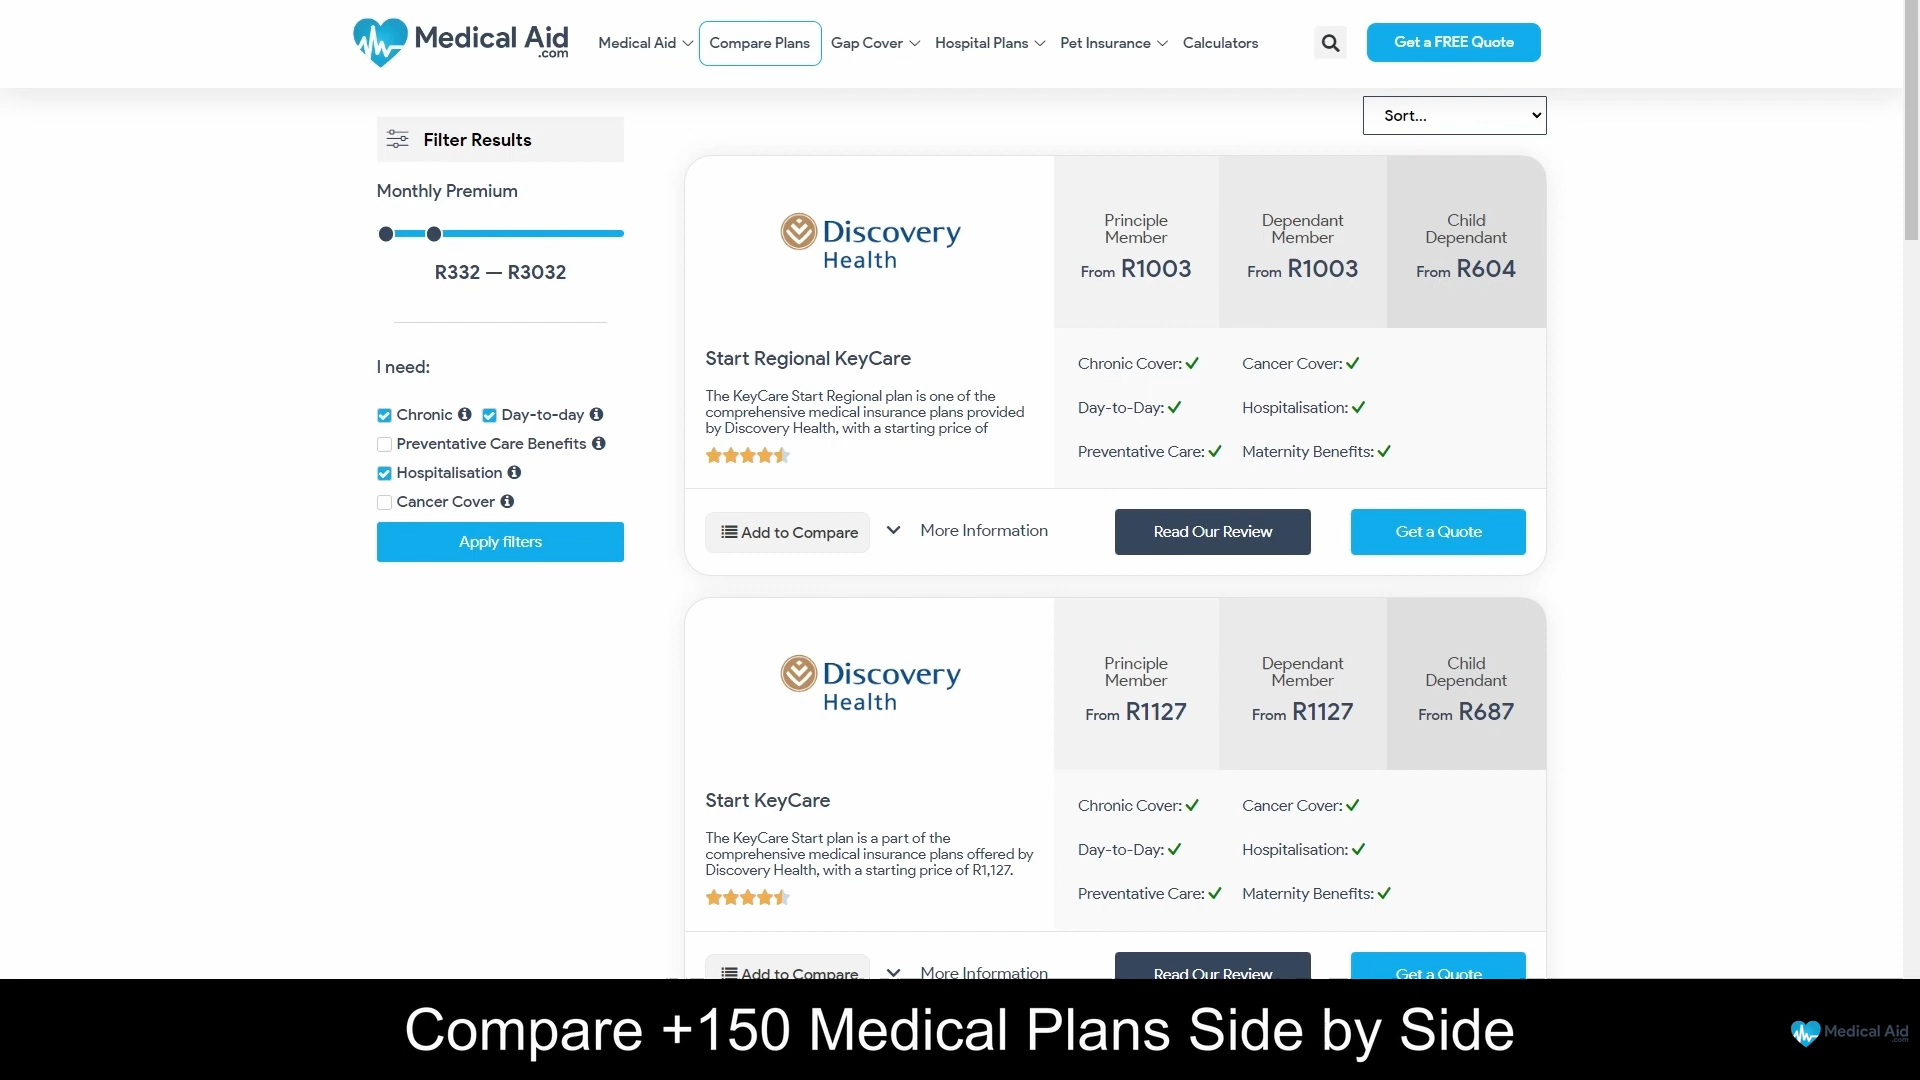 Medical Aid
.com
Medical Aid
Compare Plans
Gap Cover
Hospital Plans
Pet Insurance
Calculators
Get a FREE Quote
Filter Results
Sort...
Monthly Premium
R332 — R3032
I need:
Chronic
Day-to-day
Preventative Care Benefits
Hospitalisation
Cancer Cover
Apply filters
Discovery
Health
Principle
Member
From R1003
Dependant
Member
From R1003
Child
Dependant
From R604
Start Regional KeyCare
The KeyCare Start Regional plan is one of the
comprehensive medical insurance plans provided
by Discovery Health, with a starting price of
Chronic Cover:
Cancer Cover:
Day-to-Day:
Hospitalisation:
Preventative Care:
Maternity Benefits:
Add to Compare
More Information
Read Our Review
Get a Quote
Discovery
Health
Principle
Member
From R1127
Dependant
Member
From R1127
Child
Dependant
From R687
Start KeyCare
The KeyCare Start plan is a part of the
comprehensive medical insurance plans offered by
Discovery Health, with a starting price of R1,127.
Chronic Cover:
Cancer Cover:
Day-to-Day:
Hospitalisation:
Preventative Care:
Maternity Benefits:
Add to Compare
More Information
Read Our Review
Get a Quote
Compare +150 Medical Plans Side by Side
Medical Aid
.com